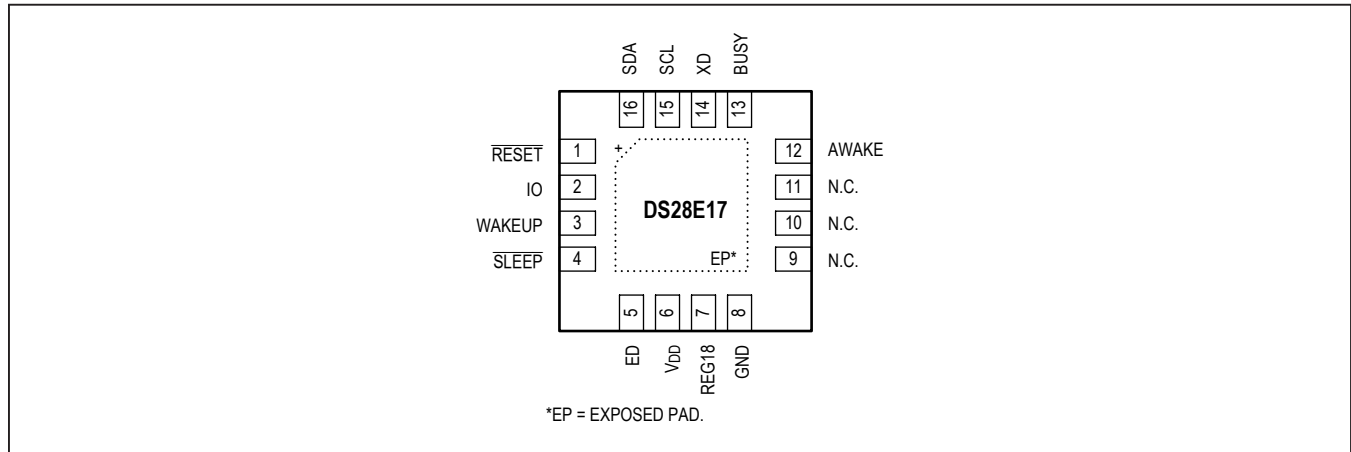 SDA
SCL
XD
BUSY
16
15
14
13
RESET 1
IO 2
WAKEUP 3
SLEEP 4
+
DS28E17
EP*
12 AWAKE
11 N.C.
10 N.C.
9 N.C.
5
6
7
8
ED
VDD
REG18
GND
*EP = EXPOSED PAD.